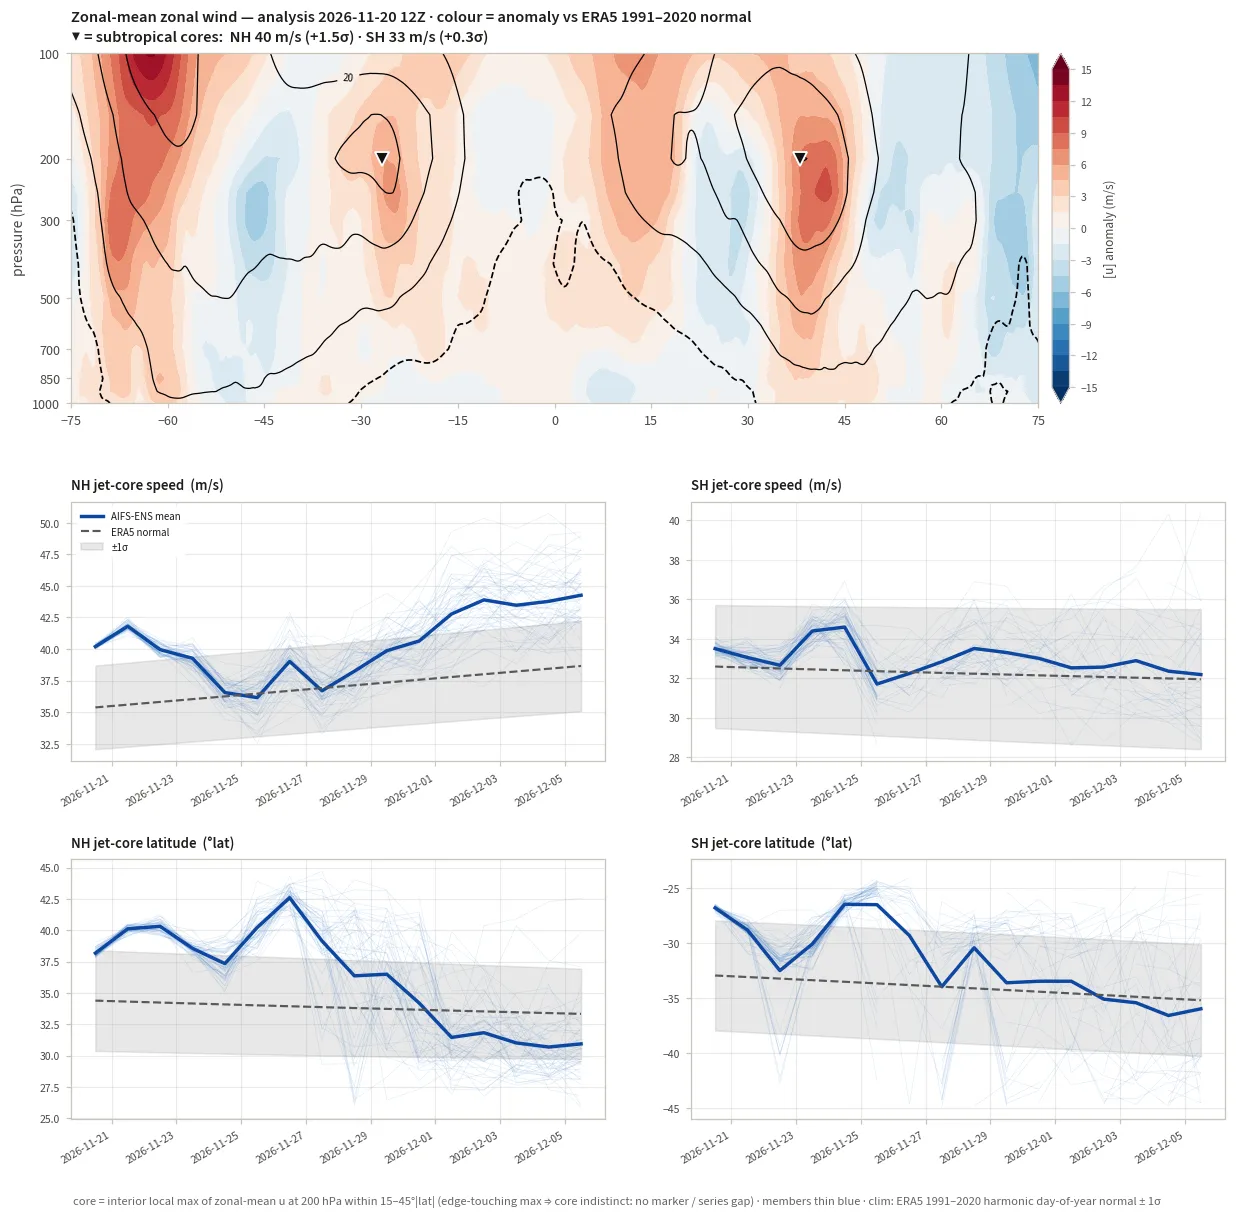 Zonal-mean zonal wind — analysis 2026-11-20 12Z · colour = anomaly vs ERA5 1991–2020 normal
▼ = subtropical cores: NH 40 m/s (+1.5σ) · SH 33 m/s (+0.3σ)
pressure (hPa)
100
200
300
500
700
850
1000
20
−75 −60 −45 −30 −15 0 15 30 45 60 75
15
12
9
6
3
0
−3
−6
−9
−12
−15
[u] anomaly (m/s)
NH jet-core speed (m/s)
AIFS-ENS mean
ERA5 normal
±1σ
50.0
47.5
45.0
42.5
40.0
37.5
35.0
32.5
2026-11-21 2026-11-23 2026-11-25 2026-11-27 2026-11-29 2026-12-01 2026-12-03 2026-12-05
SH jet-core speed (m/s)
40
38
36
34
32
30
28
2026-11-21 2026-11-23 2026-11-25 2026-11-27 2026-11-29 2026-12-01 2026-12-03 2026-12-05
NH jet-core latitude (°lat)
45.0
42.5
40.0
37.5
35.0
32.5
30.0
27.5
25.0
2026-11-21 2026-11-23 2026-11-25 2026-11-27 2026-11-29 2026-12-01 2026-12-03 2026-12-05
SH jet-core latitude (°lat)
−25
−30
−35
−40
−45
2026-11-21 2026-11-23 2026-11-25 2026-11-27 2026-11-29 2026-12-01 2026-12-03 2026-12-05
core = interior local max of zonal-mean u at 200 hPa within 15–45°|lat| (edge-touching max ⇒ core indistinct: no marker / series gap) · members thin blue · clim: ERA5 1991–2020 harmonic day-of-year normal ± 1σ